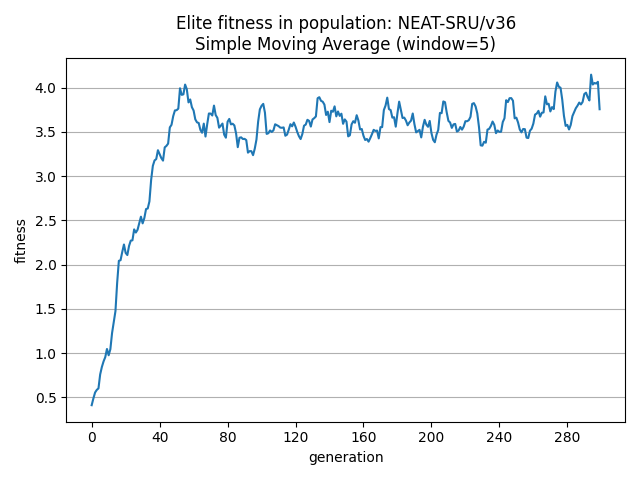 Elite fitness in population: NEAT-SRU/v36
Simple Moving Average (window=5)
fitness
4.0
3.5
3.0
2.5
2.0
1.5
1.0
0.5
0 40 80 120 160 200 240 280
generation